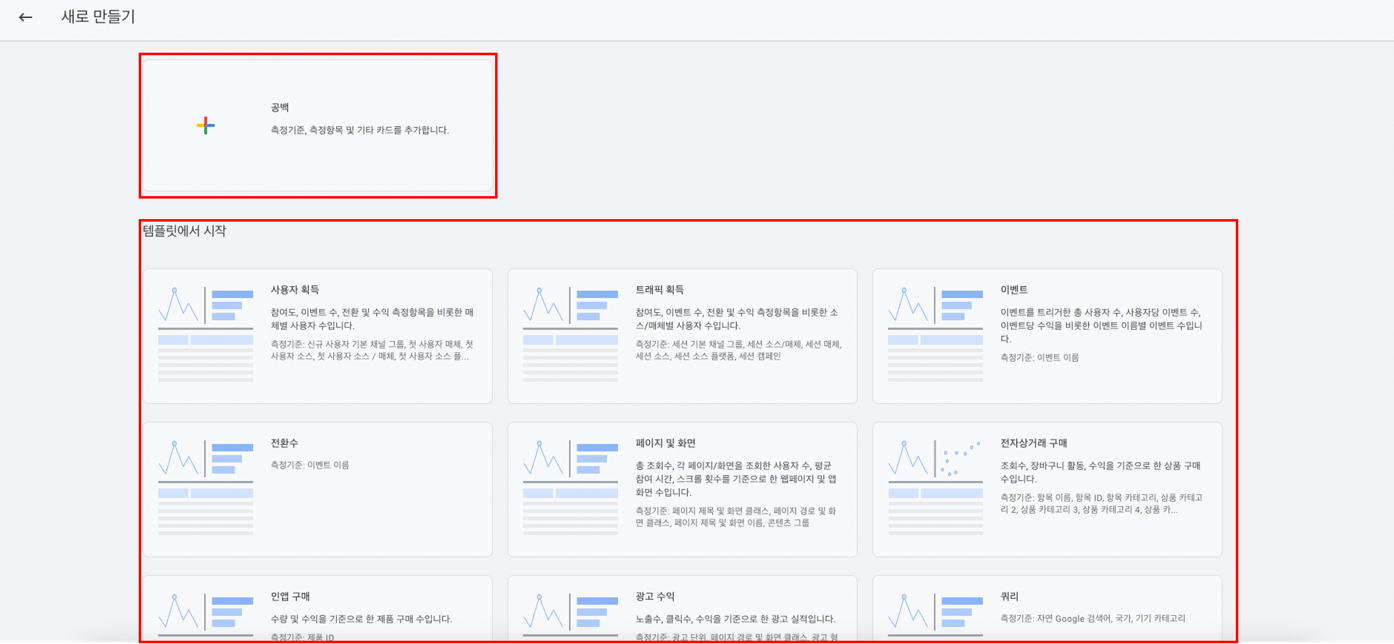 새로 만들기
공백
측정기준, 측정항목 및 기타 카드를 추가합니다.
템플릿에서 시작
사용자 획득
참여도, 이벤트 수, 전환 및 수익 측정항목을 비롯한 매
체별 사용자 수입니다.
측정기준: 신규 사용자 기본 채널 그룹, 첫 사용자 매체, 첫
사용자 소스, 첫 사용자 소스 / 매체, 첫 사용자 소스 플...
트래픽 획득
참여도, 이벤트 수, 전환 및 수익 측정항목을 비롯한 소
스/매체별 사용자 수입니다.
측정기준: 세션 기본 채널 그룹, 세션 소스/매체, 세션 매체,
세션 소스, 세션 소스 플랫폼, 세션 캠페인
이벤트
이벤트를 트리거한 총 사용자 수, 사용자당 이벤트 수,
이벤트당 수익을 비롯한 이벤트 이름별 이벤트 수입니
다.
측정기준: 이벤트 이름
전환수
측정기준: 이벤트 이름
페이지 및 화면
총 조회수, 각 페이지/화면을 조회한 사용자 수, 평균
참여 시간, 스크롤 횟수를 기준으로 한 웹페이지 및 앱
화면 수입니다.
측정기준: 페이지 제목 및 화면 클래스, 페이지 경로 및 화
면 클래스, 페이지 제목 및 화면 이름, 콘텐츠 그룹
전자상거래 구매
조회수, 장바구니 활동, 수익을 기준으로 한 상품 구매
수입니다.
측정기준: 항목 이름, 항목 ID, 항목 카테고리, 상품 카테고
리 2, 상품 카테고리 3, 상품 카테고리 4, 상품 카...
인앱 구매
수량 및 수익을 기준으로 한 제품 구매 수입니다.
측정기준: 제품 ID
광고 수익
노출수, 클릭수, 수익을 기준으로 한 광고 실적입니다.
측정기준: 광고 단위, 페이지 경로 및 화면 클래스, 광고 형
쿼리
측정기준: 자연 Google 검색어, 국가, 기기 카테고리